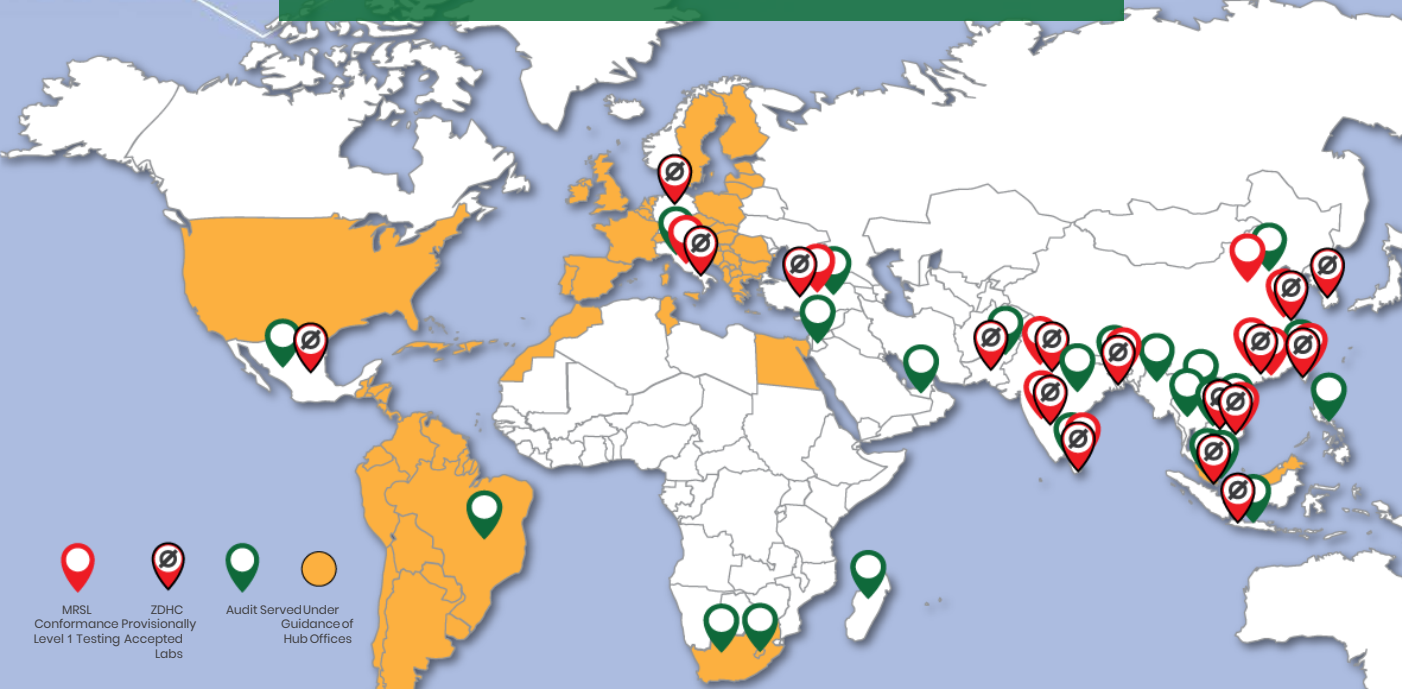 MRSL
Conformance
Level 1 Testing
ZDHC
Provisionally
Accepted
Labs
Audit
Served Under
Guidance of
Hub Offices